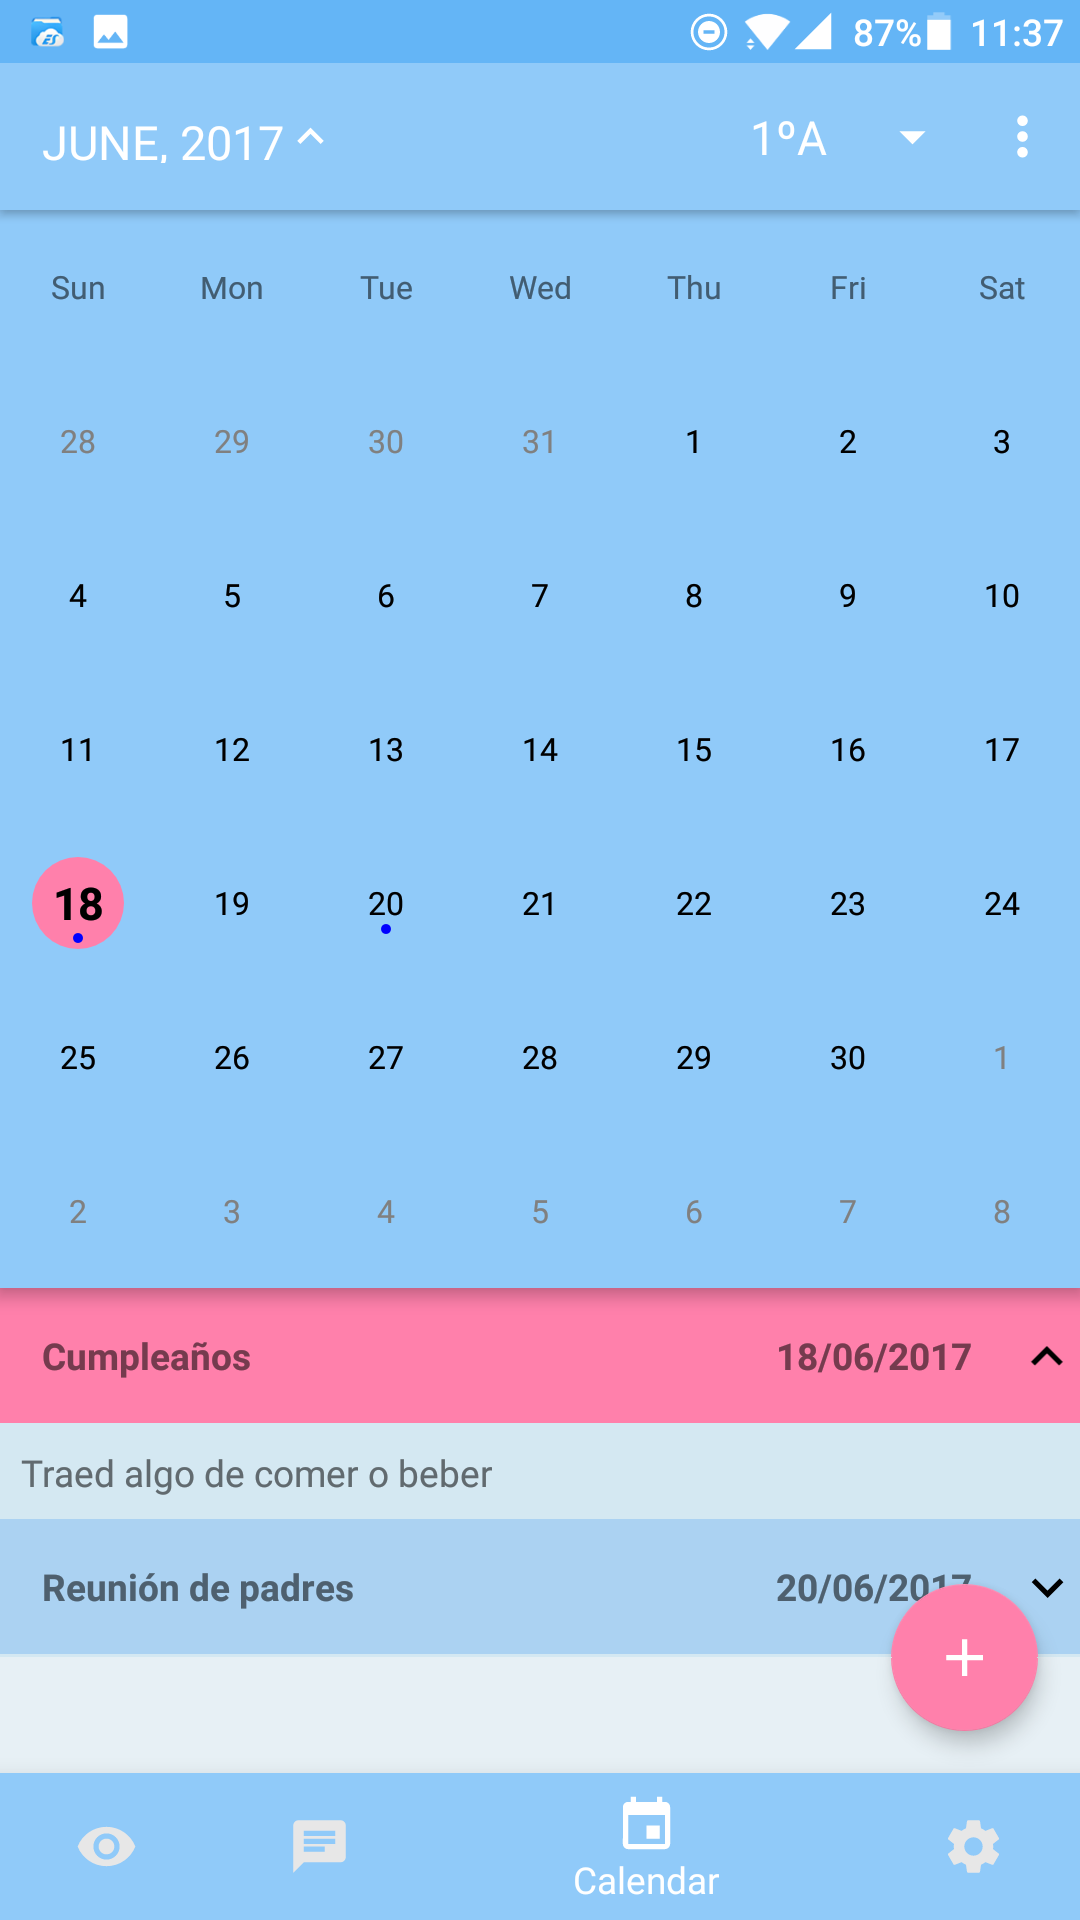 87% 11:37
JUNE, 2017 1ºA
Sun Mon Tue Wed Thu Fri Sat
28 29 30 31 1 2 3
4 5 6 7 8 9 10
11 12 13 14 15 16 17
18 19 20 21 22 23 24
25 26 27 28 29 30 1
2 3 4 5 6 7 8
Cumpleaños 18/06/2017
Traed algo de comer o beber
Reunión de padres 20/06/2017
Calendar